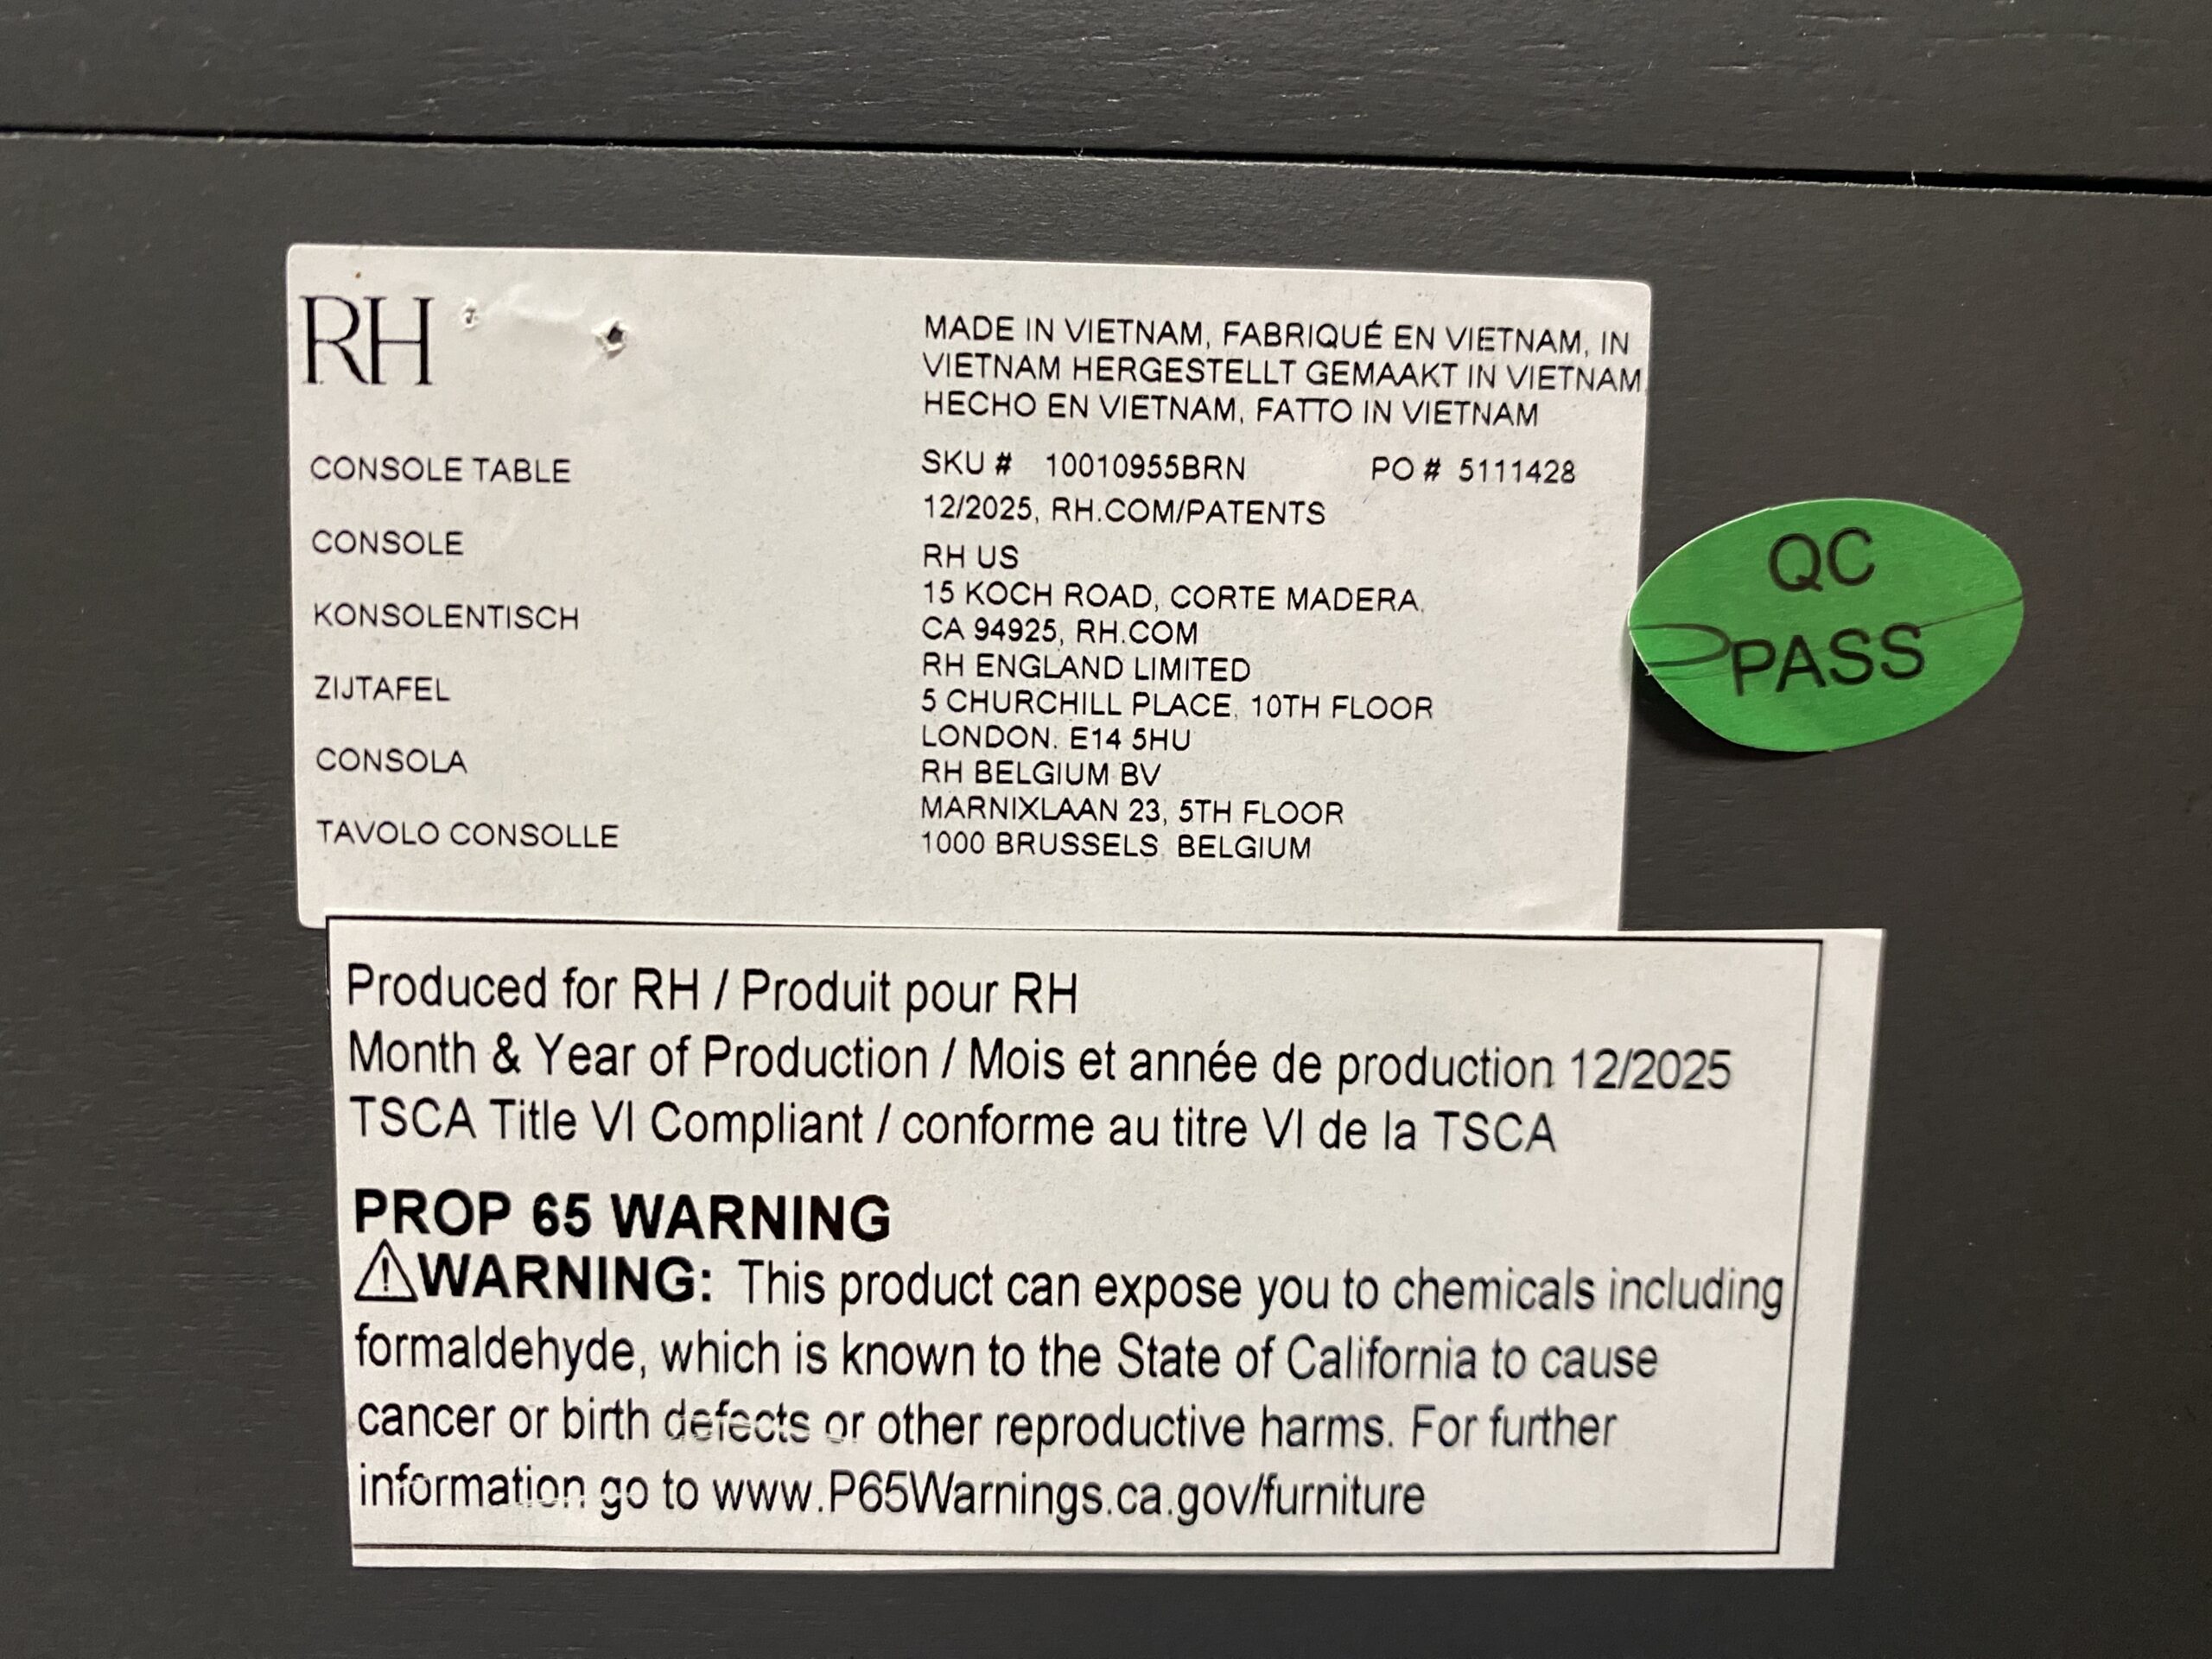 RH
MADE IN VIETNAM, FABRIQUÉ EN VIETNAM, IN
VIETNAM HERGESTELLT GEMAAKT IN VIETNAM
HECHO EN VIETNAM, FATTO IN VIETNAM
CONSOLE TABLE
CONSOLE
KONSOLENTISCH
ZIJTAFEL
CONSOLA
TAVOLO CONSOLLE
SKU # 10010955BRN PO # 5111428
12/2025, RH.COM/PATENTS
RH US
15 KOCH ROAD, CORTE MADERA,
CA 94925, RH.COM
RH ENGLAND LIMITED
5 CHURCHILL PLACE, 10TH FLOOR
LONDON. E14 5HU
RH BELGIUM BV
MARNIXLAAN 23, 5TH FLOOR
1000 BRUSSELS, BELGIUM
QC
PASS
Produced for RH / Produit pour RH
Month & Year of Production / Mois et année de production 12/2025
TSCA Title VI Compliant / conforme au titre VI de la TSCA
PROP 65 WARNING
⚠WARNING: This product can expose you to chemicals including
formaldehyde, which is known to the State of California to cause
cancer or birth defects or other reproductive harms. For further
information go to www.P65Warnings.ca.gov/furniture